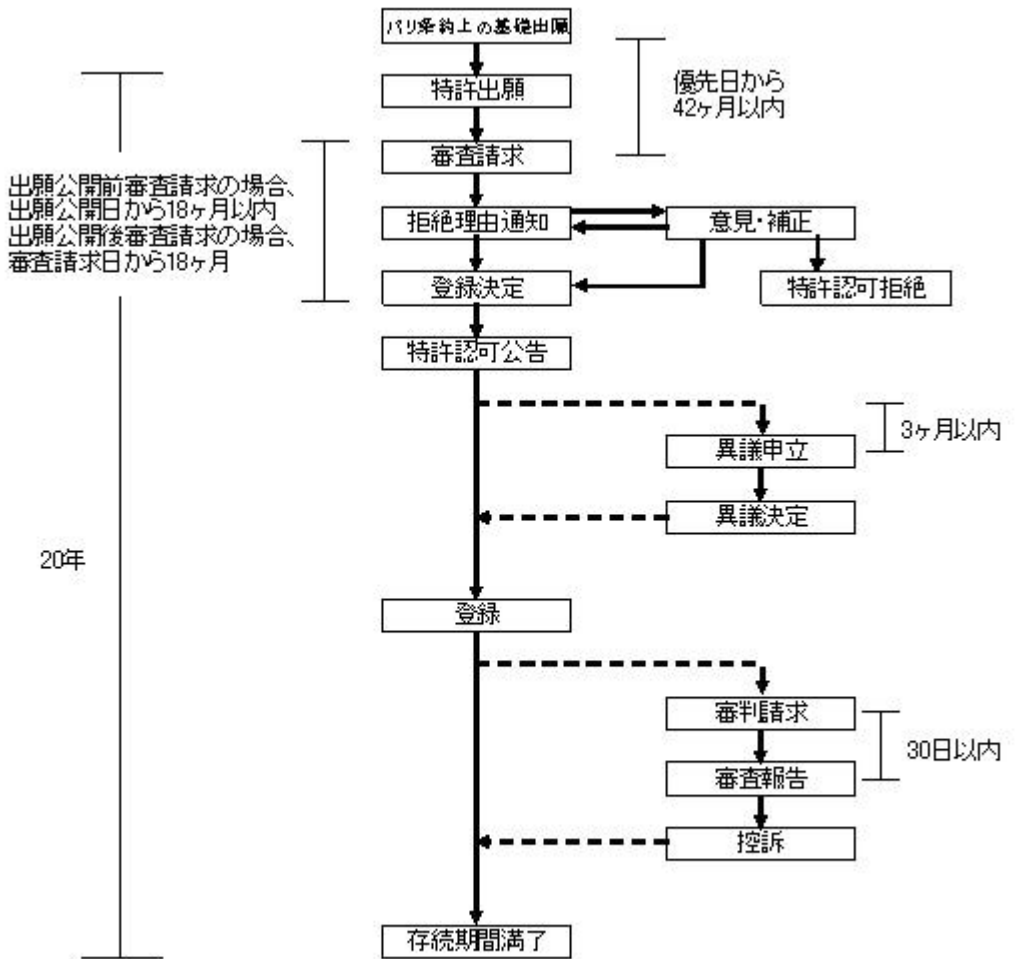 パリ条約上の基礎出願
特許出願
優先日から
42ヶ月以内
審査請求
出願公開前審査請求の場合、
出願公開日から18ヶ月以内
出願公開後審査請求の場合、
審査請求日から18ヶ月
拒絶理由通知
意見・補正
登録決定
特許認可拒絶
特許認可公告
3ヶ月以内
異議申立
異議決定
20年
登録
審判請求
30日以内
審査報告
控訴
存続期間満了